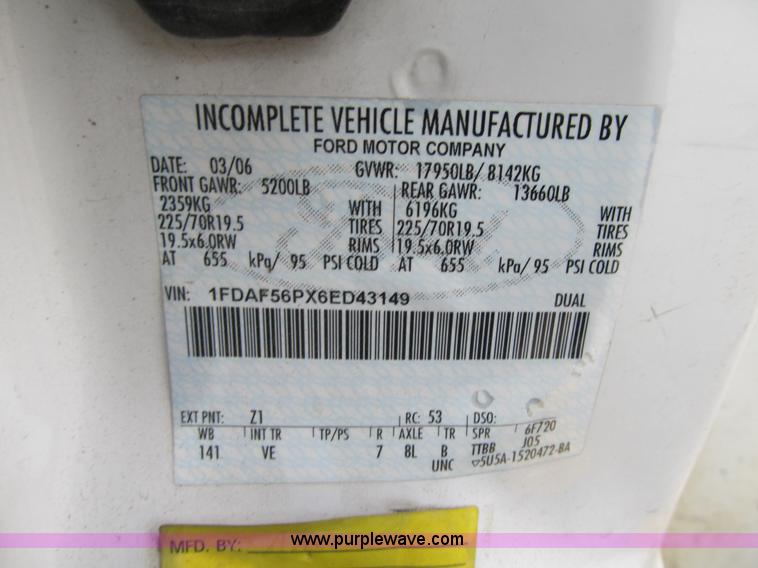 INCOMPLETE VEHICLE MANUFACTURED BY
FORD MOTOR COMPANY
DATE: 03/06 GVWR: 17950LB/ 8142KG
FRONT GAWR: 5200LB REAR GAWR: 13660LB
2359KG WITH 6196KG WITH
225/70R19.5 TIRES 225/70R19.5 TIRES
19.5x6.0RW RIMS 19.5x6.0RW RIMS
AT 655 kPa/ 95 PSI COLD AT 655 kPa/ 95 PSI COLD
VIN: 1FDAF56PX6ED43149 DUAL
EXT PNT: Z1 RC: 53 DSO:
WB INT TR TP/PS R AXLE TR SPR 6F720
141 VE 7 8L B TTBB J05
UNC ▽5U5A-1520472-BA
MFD. BY:
www.purplewave.com